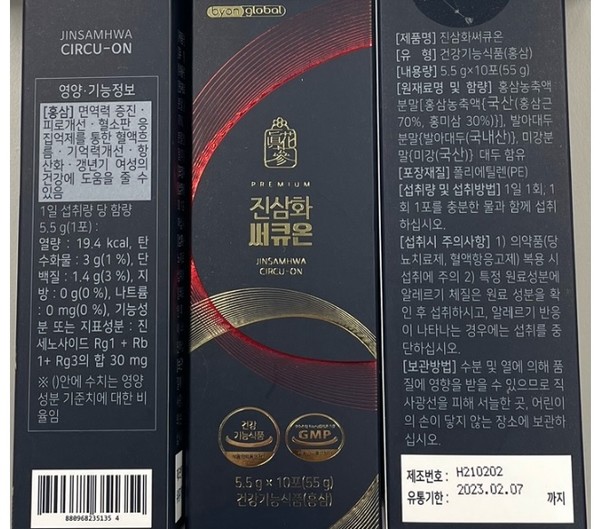 JINSAMHWA
CIRCU-ON
영양·기능정보
[홍삼] 면역력 증진·
피로개선·혈소판 응
집억제를 통한 혈액흐
름·기억력개선·항
산화·갱년기 여성의
건강에 도움을 줄 수
있음
1일 섭취량 당 함량
5.5g(1포) :
열량 : 19.4 kcal, 탄
수화물 : 3g(1%), 단
백질 : 1.4g(3%), 지
방 : 0g(0%), 나트륨
: 0mg(0%), 기능성
분 또는 지표성분 : 진
세노사이드 Rg1 + Rb
1+ Rg3의 합 30 mg
※ ()안에 수치는 영양
성분 기준치에 대한 비
율임
880968235135 4
byon global
PREMIUM
진삼화
써큐온
JINSAMHWA
CIRCU-ON
건강
기능식품
GMP
5.5g × 10포(55g)
건강기능식품(홍삼)
[제품명] 진삼화써큐온
[유 형] 건강기능식품(홍삼)
[내용량] 5.5 g×10포(55 g)
[원재료명 및 함량] 홍삼농축액
분말[홍삼농축액{국산(홍삼근
70%, 홍미삼 30%)}], 발아대두
분말(발아대두(국내산)), 미강분
말(미강(국산)) 대두 함유
[포장재질] 폴리에틸렌(PE)
[섭취량 및 섭취방법] 1일 1회; 1
회 1포를 충분한 물과 함께 섭취
하십시오.
[섭취시 주의사항] 1) 의약품(당
뇨치료제, 혈액항응고제) 복용 시
섭취에 주의 2) 특정 원료성분에
알레르기 체질은 원료 성분을 확
인 후 섭취하시고, 알레르기 반응
이 나타나는 경우에는 섭취를 중
단하십시오.
[보관방법] 수분 및 열에 의해 품
질에 영향을 받을 수 있으므로 직
사광선을 피해 서늘한 곳, 어린이
의 손이 닿지 않는 장소에 보관하
십시오.
제조번호: H210202
유통기한: 2023.02.07 까지